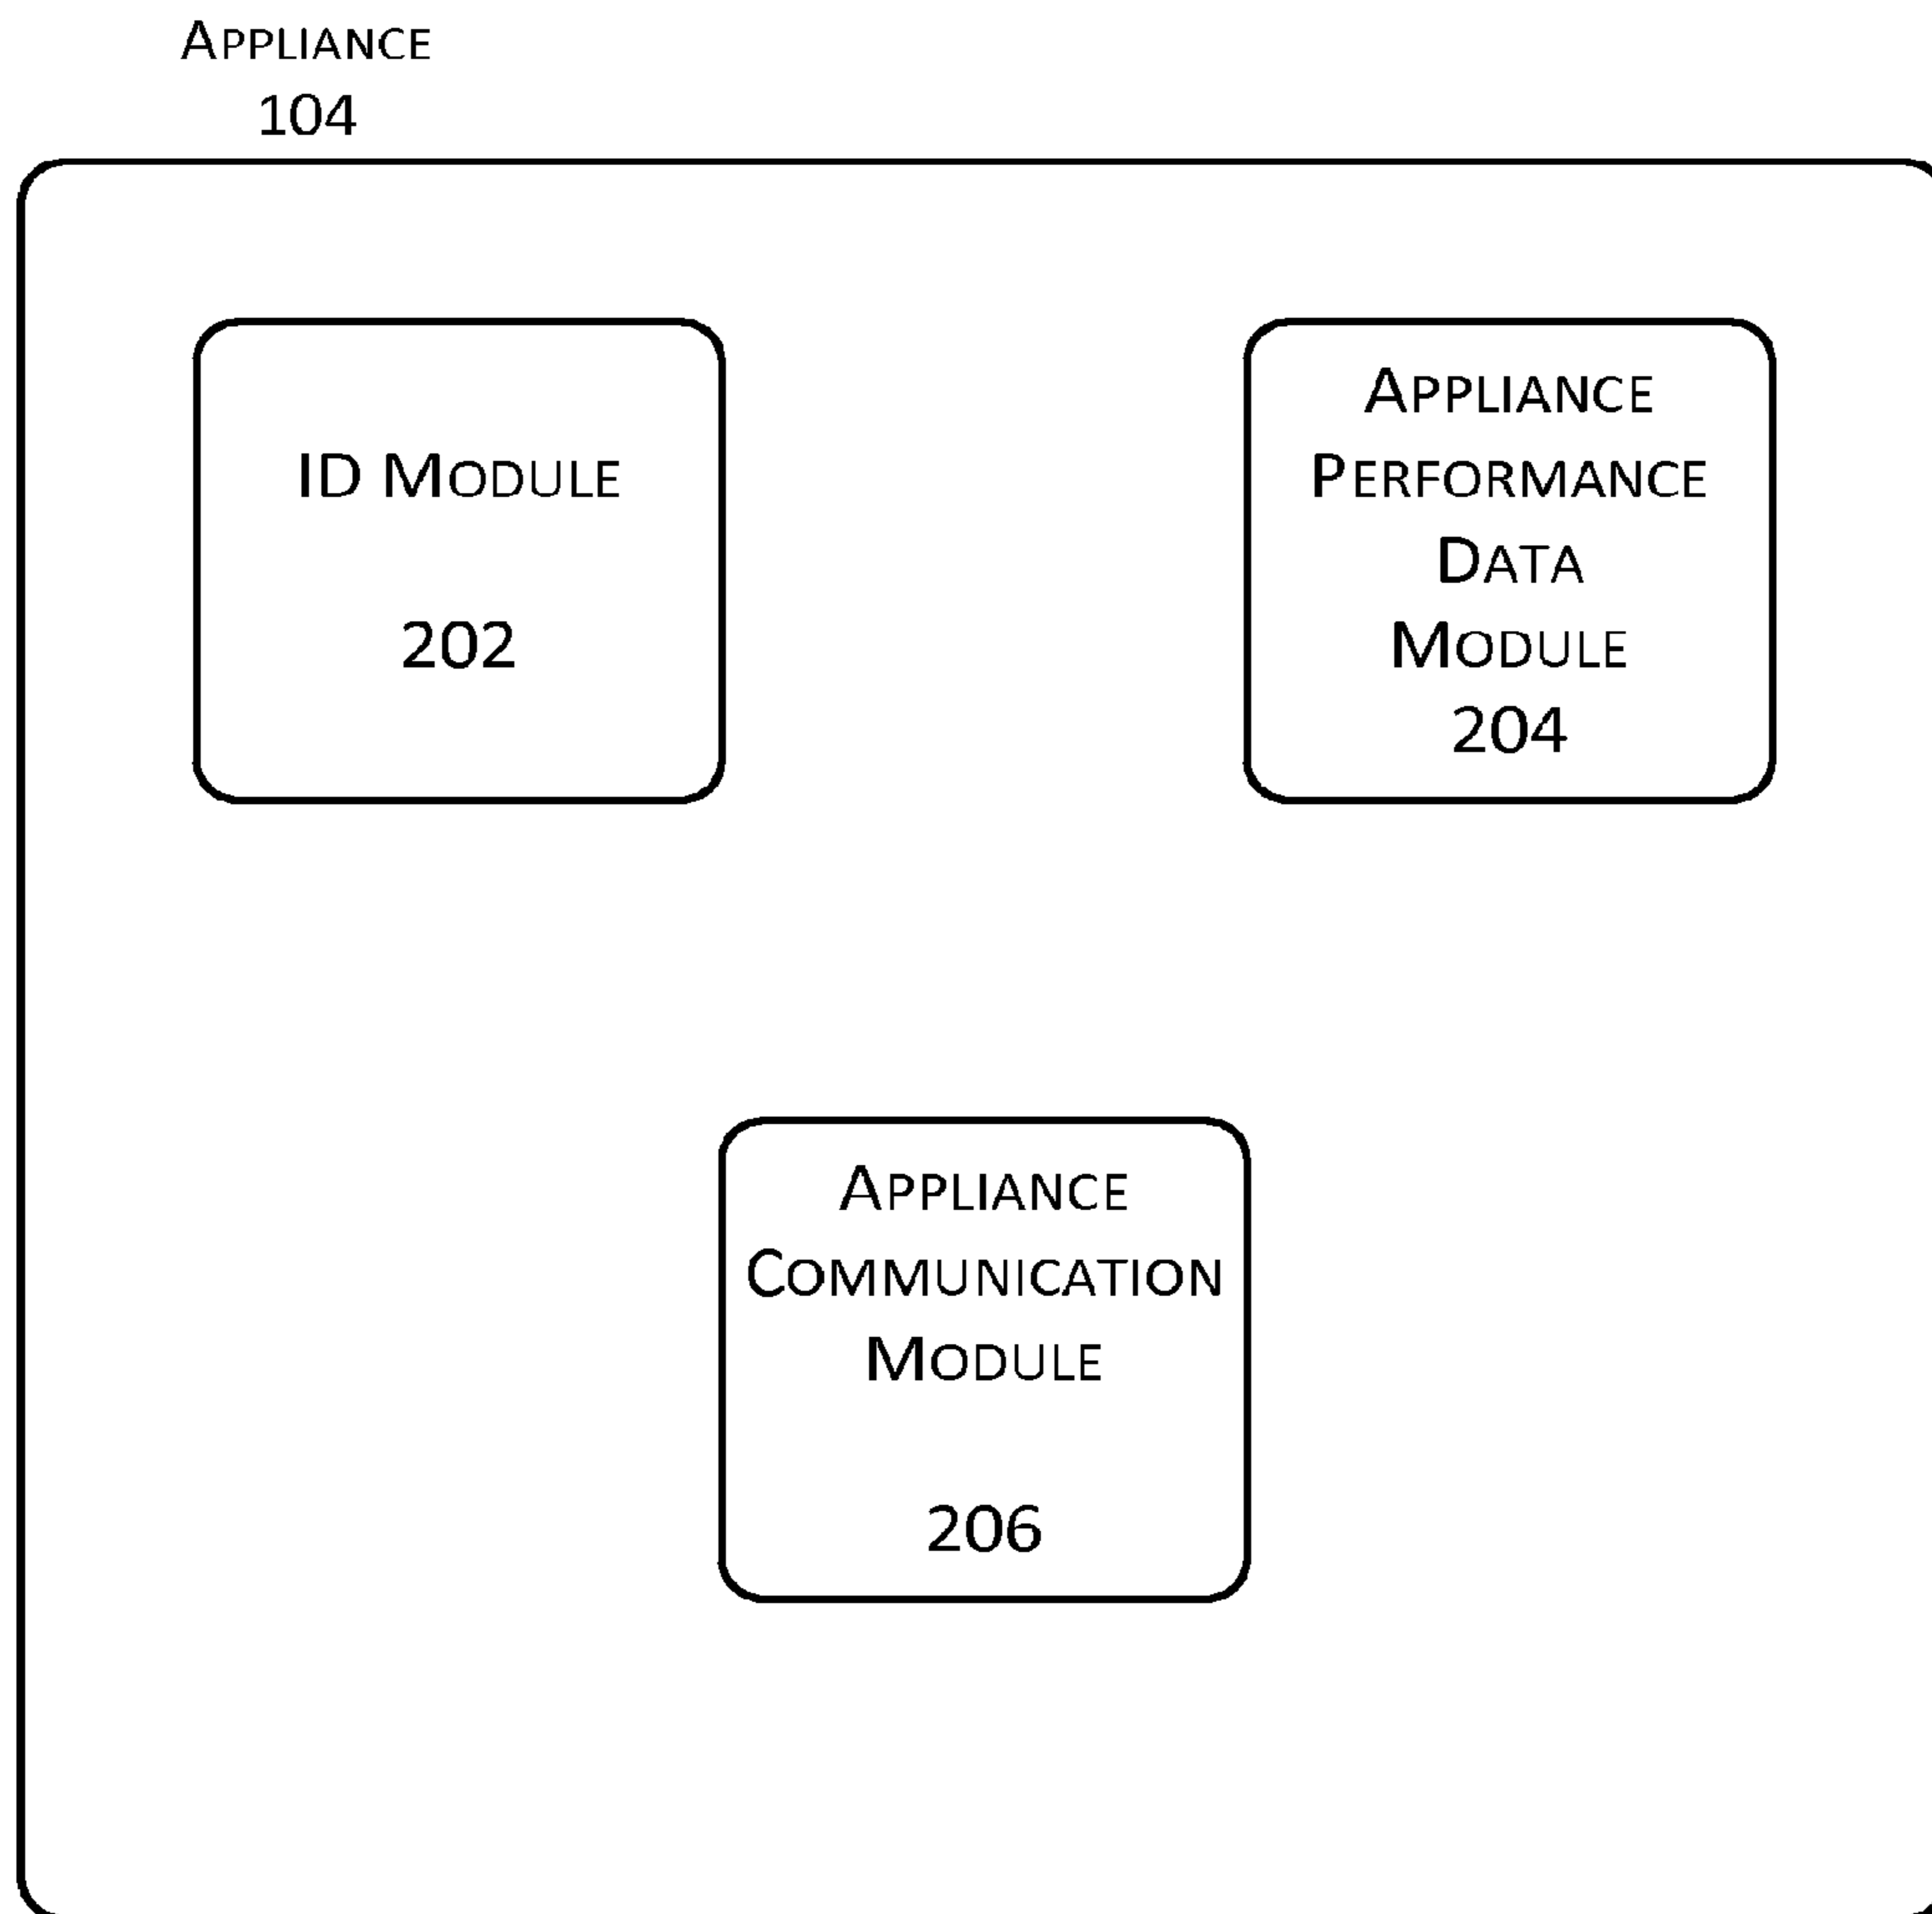 APPLIANCE
104
ID MODULE
202
APPLIANCE
PERFORMANCE
DATA
MODULE
204
APPLIANCE
COMMUNICATION
MODULE
206